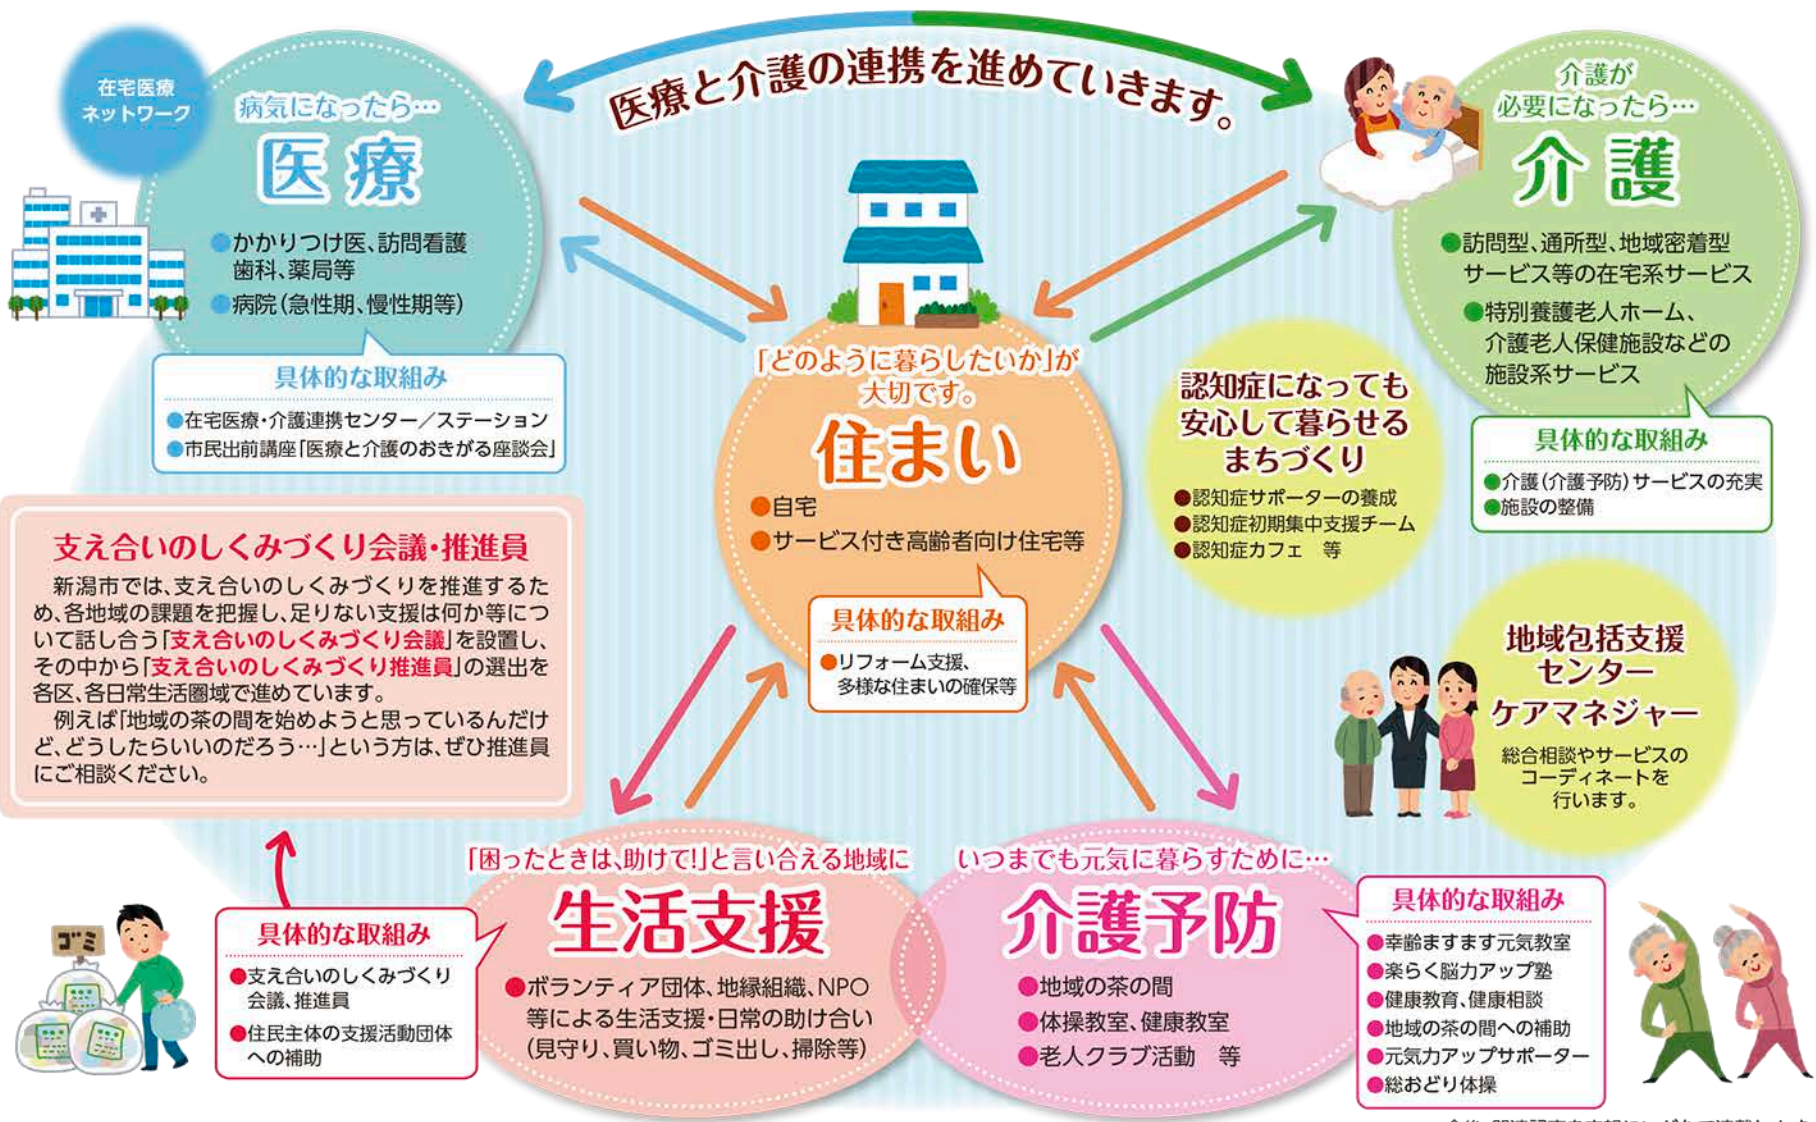 医療と介護の連携を進めていきます。
在宅医療
ネットワーク
病気になったら…
医療
●かかりつけ医、訪問看護
歯科、薬局等
●病院(急性期、慢性期等)
具体的な取組み
●在宅医療・介護連携センター／ステーション
●市民出前講座「医療と介護のおきがる座談会」
介護が
必要になったら…
介護
●訪問型、通所型、地域密着型
サービス等の在宅系サービス
●特別養護老人ホーム、
介護老人保健施設などの
施設系サービス
具体的な取組み
●介護(介護予防)サービスの充実
●施設の整備
「どのように暮らしたいか」が
大切です。
住まい
●自宅
●サービス付き高齢者向け住宅等
具体的な取組み
●リフォーム支援、
多様な住まいの確保等
認知症になっても
安心して暮らせる
まちづくり
●認知症サポーターの養成
●認知症初期集中支援チーム
●認知症カフェ　等
地域包括支援
センター
ケアマネジャー
総合相談やサービスの
コーディネートを
行います。
支え合いのしくみづくり会議・推進員
新潟市では、支え合いのしくみづくりを推進するた
め、各地域の課題を把握し、足りない支援は何か等につ
いて話し合う「支え合いのしくみづくり会議」を設置し、
その中から「支え合いのしくみづくり推進員」の選出を
各区、各日常生活圏域で進めています。
例えば「地域の茶の間を始めようと思っているんだけ
ど、どうしたらいいのだろう…」という方は、ぜひ推進員
にご相談ください。
「困ったときは、助けて!」と言い合える地域に
生活支援
●ボランティア団体、地縁組織、NPO
等による生活支援・日常の助け合い
(見守り、買い物、ゴミ出し、掃除等)
ゴミ
具体的な取組み
●支え合いのしくみづくり
会議、推進員
●住民主体の支援活動団体
への補助
いつまでも元気に暮らすために…
介護予防
●地域の茶の間
●体操教室、健康教室
●老人クラブ活動　等
具体的な取組み
●幸齢ますます元気教室
●楽らく脳力アップ塾
●健康教育、健康相談
●地域の茶の間への補助
●元気力アップサポーター
●総おどり体操